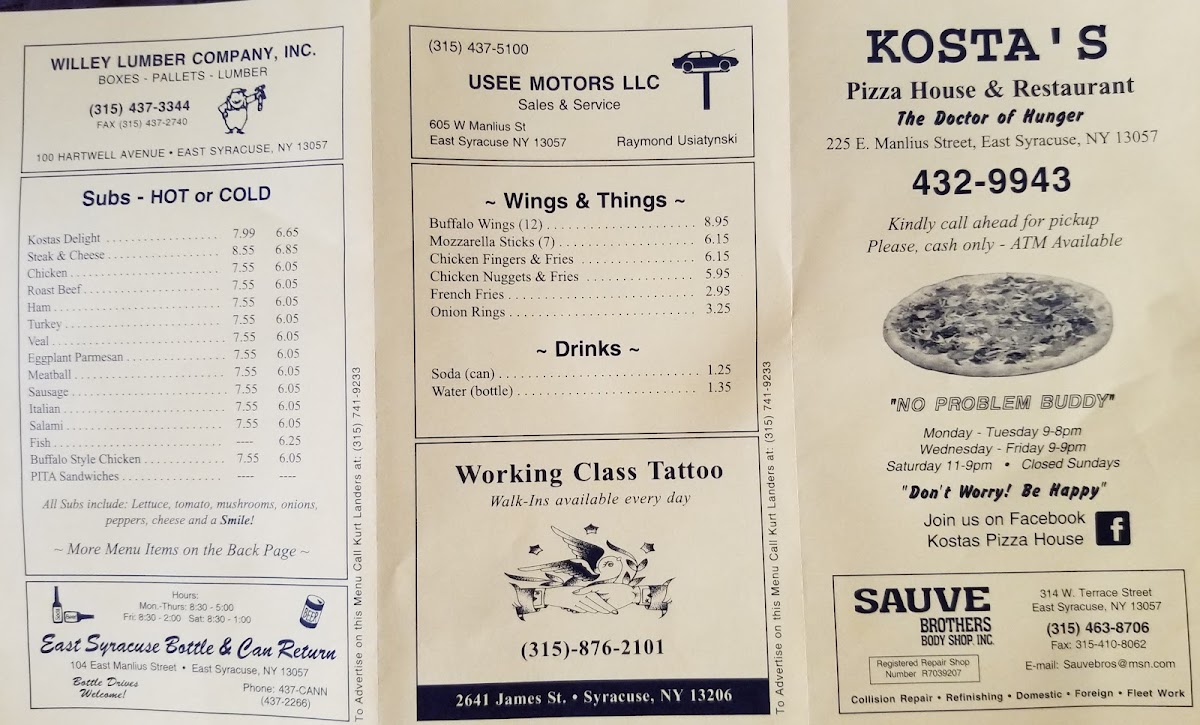 WILLEY LUMBER COMPANY, INC.
BOXES - PALLETS - LUMBER
(315) 437-3344
FAX (315) 437-2740
100 HARTWELL AVENUE • EAST SYRACUSE, NY 13057
Subs - HOT or COLD
Kostas Delight 7.99 6.65
Steak & Cheese 8.55 6.85
Chicken 7.55 6.05
Roast Beef 7.55 6.05
Ham 7.55 6.05
Turkey 7.55 6.05
Veal 7.55 6.05
Eggplant Parmesan 7.55 6.05
Meatball 7.55 6.05
Sausage 7.55 6.05
Italian 7.55 6.05
Salami 7.55 6.05
Fish ---- 6.25
Buffalo Style Chicken 7.55 6.05
PITA Sandwiches ---- ----
All Subs include: Lettuce, tomato, mushrooms, onions,
peppers, cheese and a Smile!
~ More Menu Items on the Back Page ~
Hours:
Mon.-Thurs: 8:30 - 5:00
Fri: 8:30 - 2:00 Sat: 8:30 - 1:00
BEER
East Syracuse Bottle & Can Return
104 East Manlius Street • East Syracuse, NY 13057
Bottle Drives
Welcome!
Phone: 437-CANN
(437-2266)
To Advertise on this Menu Call Kurt Landers at: (315) 741-9233
(315) 437-5100
USEE MOTORS LLC
Sales & Service
605 W Manlius St
East Syracuse NY 13057
Raymond Usiatynski
~ Wings & Things ~
Buffalo Wings (12) 8.95
Mozzarella Sticks (7) 6.15
Chicken Fingers & Fries 6.15
Chicken Nuggets & Fries 5.95
French Fries 2.95
Onion Rings 3.25
~ Drinks ~
Soda (can) 1.25
Water (bottle) 1.35
Working Class Tattoo
Walk-Ins available every day
(315)-876-2101
2641 James St. • Syracuse, NY 13206
To Advertise on this Menu Call Kurt Landers at: (315) 741-9233
KOSTA'S
Pizza House & Restaurant
The Doctor of Hunger
225 E. Manlius Street, East Syracuse, NY 13057
432-9943
Kindly call ahead for pickup
Please, cash only - ATM Available
"NO PROBLEM BUDDY"
Monday - Tuesday 9-8pm
Wednesday - Friday 9-9pm
Saturday 11-9pm • Closed Sundays
"Don't Worry! Be Happy"
Join us on Facebook
Kostas Pizza House
f
SAUVE
BROTHERS
BODY SHOP, INC.
Registered Repair Shop
Number R7039207
314 W. Terrace Street
East Syracuse, NY 13057
(315) 463-8706
Fax: 315-410-8062
E-mail: Sauvebros@msn.com
Collision Repair • Refinishing • Domestic • Foreign • Fleet Work